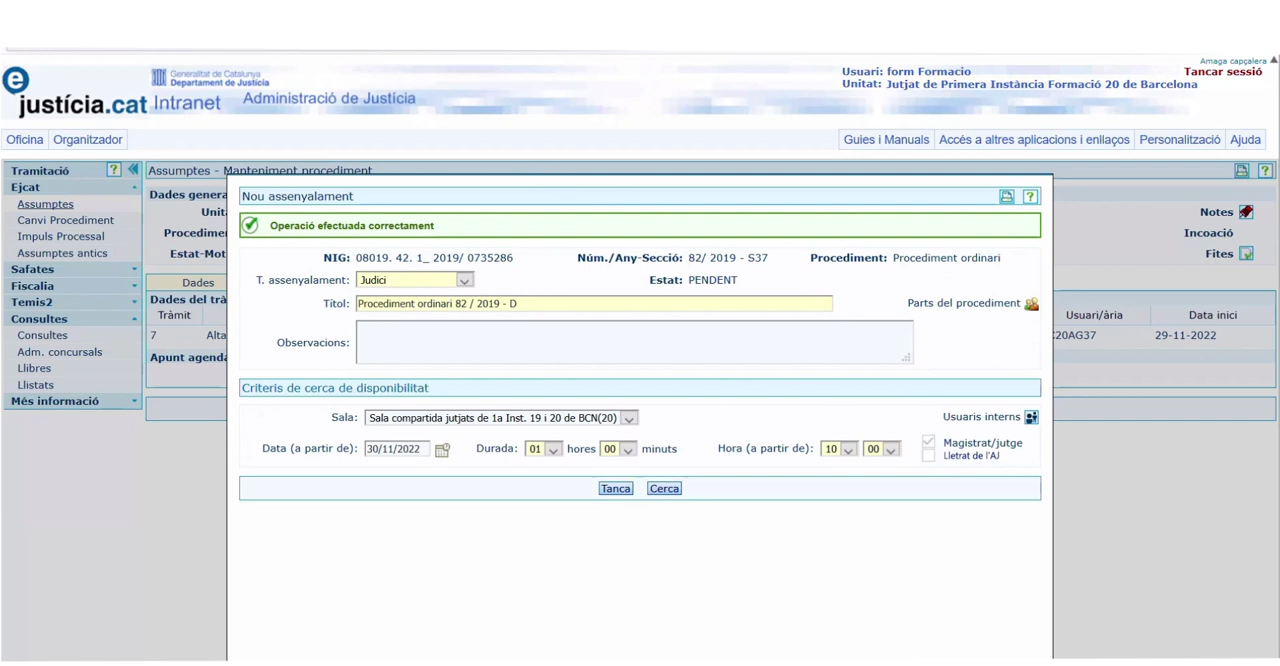 Amaga capçalera
e
justícia.cat Intranet
Generalitat de Catalunya
Departament de Justícia
Administració de Justícia
Usuari: form Formacio
Unitat: Jutjat de Primera Instància Formació 20 de Barcelona
Tancar sessió
Oficina Organitzador Guies i Manuals Accés a altres aplicacions i enllaços Personalització Ajuda
Tramitació ?
Ejcat
Assumptes
Canvi Procediment
Impuls Processal
Assumptes antics
Safates
Fiscalia
Temis2
Consultes
Consultes
Adm. concursals
Llibres
Llistats
Més informació
Assumptes - Manteniment procediment ?
Dades genera
Unit
Procedimen
Estat-Mot
Notes
Incoació
Fites
Dades
Dades del trà
Tràmit Usuari/ària Data inici
7 Alta 20AG37 29-11-2022
Apunt agenda
Nou assenyalament ?
Operació efectuada correctament
NIG: 08019. 42. 1_ 2019/ 0735286 Núm./Any-Secció: 82/ 2019 - S37 Procediment: Procediment ordinari
T. assenyalament: Judici Estat: PENDENT
Títol: Procediment ordinari 82 / 2019 - D Parts del procediment
Observacions:
Criteris de cerca de disponibilitat
Sala: Sala compartida jutjats de 1a Inst. 19 i 20 de BCN(20) Usuaris interns
Data (a partir de): 30/11/2022 Durada: 01 hores 00 minuts Hora (a partir de): 10 00 Magistrat/jutge
Lletrat de l'AJ
Tanca Cerca